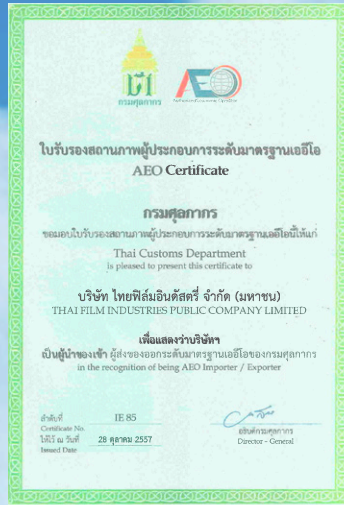 กรมศุลกากร
AEO
ใบรับรองสถานภาพผู้ประกอบการระดับมาตรฐานเออีโอ
AEO Certificate
กรมศุลกากร
ขอมอบใบรับรองสถานภาพผู้ประกอบการระดับมาตรฐานเออีโอนี้ให้แก่
Thai Customs Department
is pleased to present this certificate to
บริษัท ไทยฟิล์มอินดัสตรี่ จำกัด (มหาชน)
THAI FILM INDUSTRIES PUBLIC COMPANY LIMITED
เพื่อแสดงว่าบริษัทฯ
เป็นผู้นำของเข้า ผู้ส่งของออกระดับมาตรฐานเออีโอของกรมศุลกากร
in the recognition of being AEO Importer / Exporter
ลำดับที่ IE 85
Certificate No.
ให้ไว้ ณ วันที่ 28 ตุลาคม 2557
Issued Date
อธิบดีกรมศุลกากร
Director - General